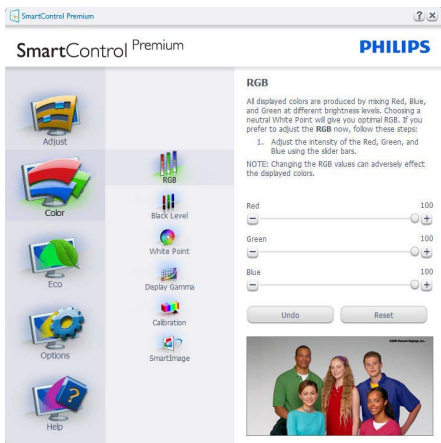 SmartControl Premium
? ×
SmartControl Premium
PHILIPS
Adjust
Color
Eco
Options
Help
RGB
Black Level
White Point
Display Gamma
Calibration
SmartImage
RGB
All displayed colors are produced by mixing Red, Blue,
and Green at different brightness levels. Choosing a
neutral White Point will give you optimal RGB. If you
prefer to adjust the RGB now, follow these steps:
1. Adjust the intensity of the Red, Green, and
Blue using the slider bars.
NOTE: Changing the RGB values can adversely effect
the displayed colors.
Red 100
Green 100
Blue 100
Undo Reset